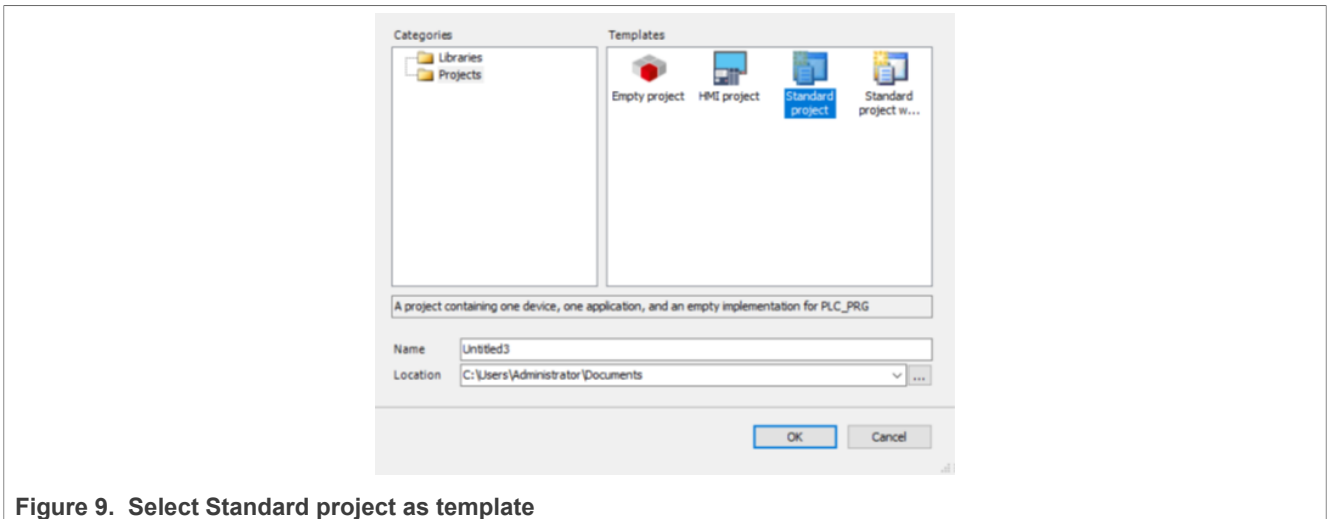 Categories
Templates
Libraries
Projects
Empty project
HMI project
Standard
project
Standard
project w...
A project containing one device, one application, and an empty implementation for PLC_PRG
Name
Untitled3
Location
C:\Users\Administrator\Documents
...
OK
Cancel
Figure 9. Select Standard project as template